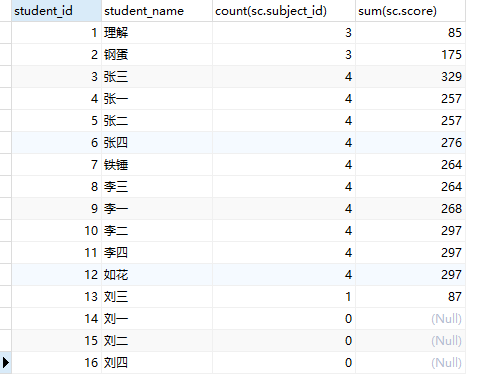 student_id student_name count(sc.subject_id) sum(sc.score)
1 理解 3 85
2 钢蛋 3 175
3 张三 4 329
4 张一 4 257
5 张二 4 257
6 张四 4 276
7 铁锤 4 264
8 李三 4 264
9 李一 4 268
10 李二 4 297
11 李四 4 297
12 如花 4 297
13 刘三 1 87
14 刘一 0 (Null)
15 刘二 0 (Null)
16 刘四 0 (Null)